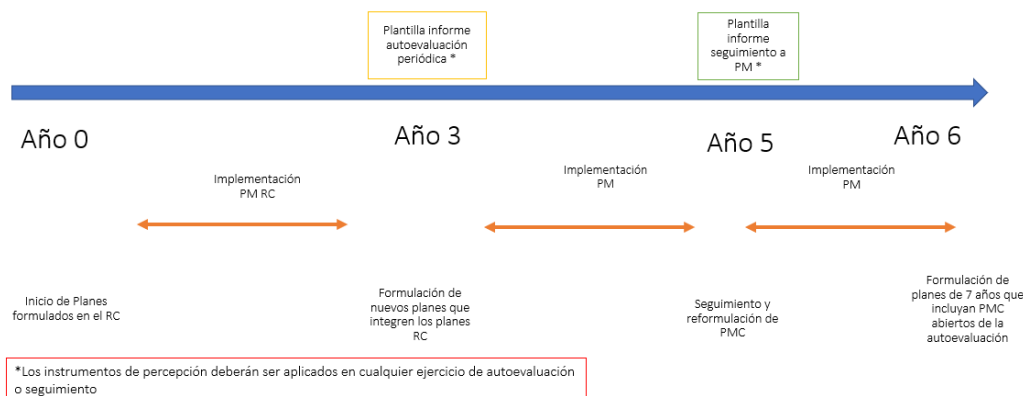 Plantilla informe
autoevaluación
periódica *
Plantilla
informe
seguimiento a
PM *
Año 0
Año 3
Año 5
Año 6
Implementación
PM RC
Implementación
PM
Implementación
PM
Inicio de Planes
formulados en el RC
Formulación de
nuevos planes que
integren los planes
RC
Seguimiento y
reformulación de
PMC
Formulación de
planes de 7 años que
incluyan PMC
abiertos de la
autoevaluación
*Los instrumentos de percepción deberán ser aplicados en cualquier ejercicio de autoevaluación
o seguimiento